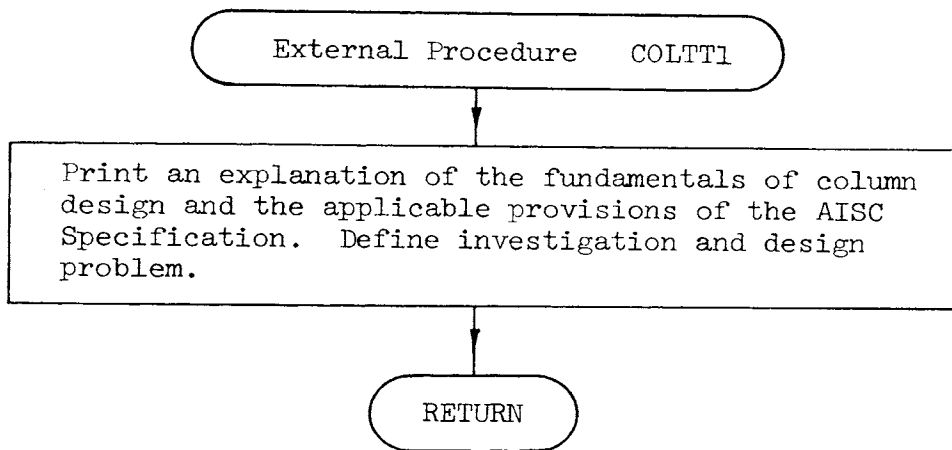 External Procedure COLTT1
Print an explanation of the fundamentals of column
design and the applicable provisions of the AISC
Specification. Define investigation and design
problem.
RETURN